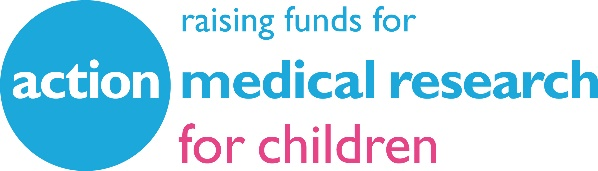 raising funds for
action medical research
for children